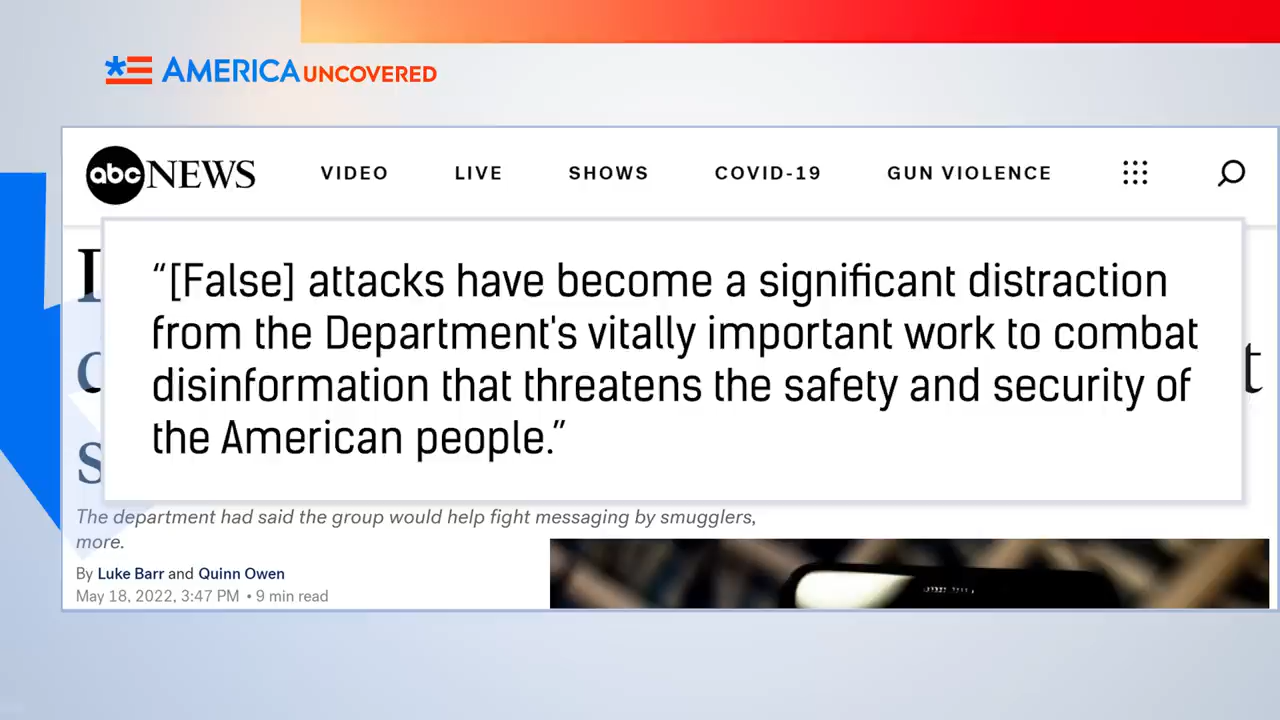 AMERICA UNCOVERED
abc NEWS VIDEO LIVE SHOWS COVID-19 GUN VIOLENCE
“[False] attacks have become a significant distraction
from the Department's vitally important work to combat
disinformation that threatens the safety and security of
the American people.”
The department had said the group would help fight messaging by smugglers,
more.
By Luke Barr and Quinn Owen
May 18, 2022, 3:47 PM • 9 min read